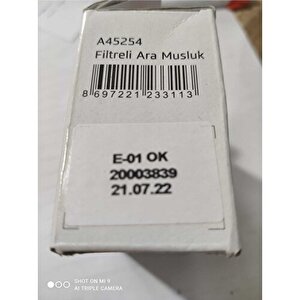 A45254
Filtreli Ara Musluk
8 697221 233113
E-01 OK
20003839
21.07.22
SHOT ON MI 9
AI TRIPLE CAMERA